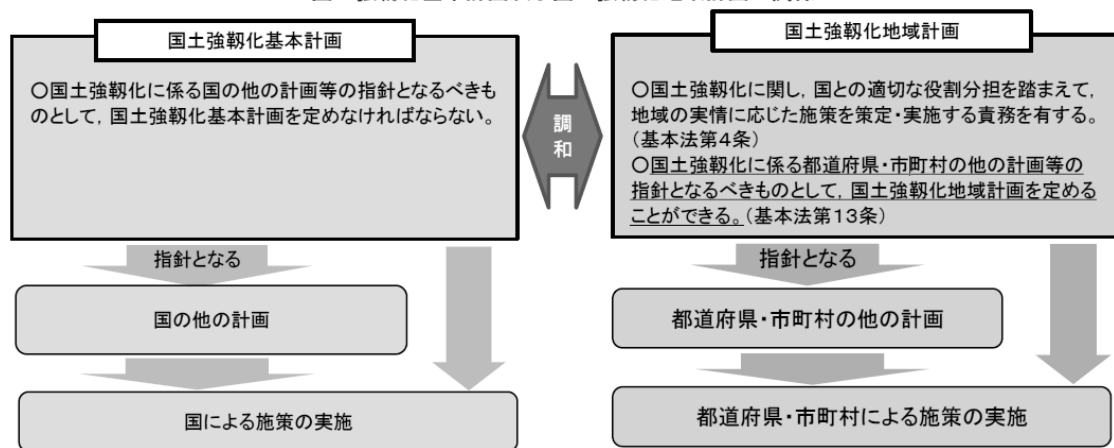 国土強靱化基本計画
〇国土強靱化に係る国の他の計画等の指針となるべきも
のとして，国土強靱化基本計画を定めなければならない。
指針となる
国の他の計画
国による施策の実施
調
和
国土強靱化地域計画
〇国土強靱化に関し，国との適切な役割分担を踏まえて，
地域の実情に応じた施策を策定・実施する責務を有する。
（基本法第４条）
〇国土強靱化に係る都道府県・市町村の他の計画等の
指針となるべきものとして，国土強靱化地域計画を定める
ことができる。（基本法第１３条）
指針となる
都道府県・市町村の他の計画
都道府県・市町村による施策の実施